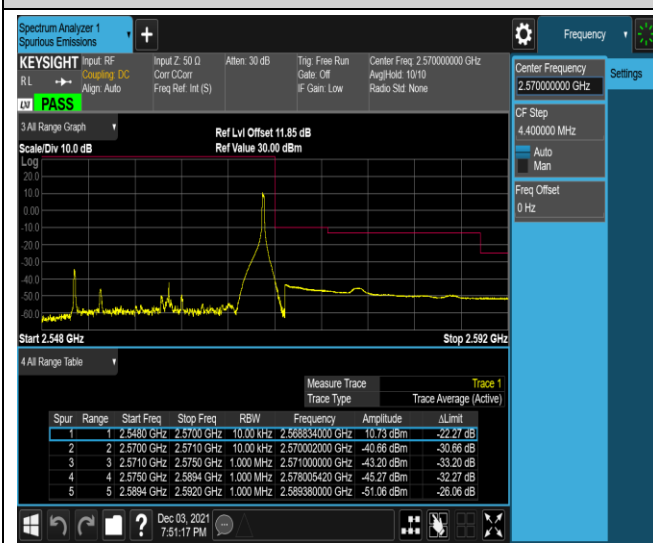 Spectrum Analyzer 1
Spurious Emissions
+
Frequency
KEYSIGHT Input: RF Input Z: 50 Ω Atten: 30 dB Trig: Free Run Center Freq: 2.570000000 GHz
RL Coupling: DC Corr CCorr Gate: Off Avg|Hold: 10/10
Align: Auto Freq Ref: Int (S) IF Gain: Low Radio Std: None
PASS
Center Frequency
2.570000000 GHz
Settings
CF Step
4.400000 MHz
Auto
Man
Freq Offset
0 Hz
3 All Range Graph
Ref Lvl Offset 11.85 dB
Scale/Div 10.0 dB Ref Value 30.00 dBm
Log
20.0
10.0
0.00
-10.0
-20.0
-30.0
-40.0
-50.0
-60.0
Start 2.548 GHz Stop 2.592 GHz
4 All Range Table
Measure Trace Trace 1
Trace Type Trace Average (Active)
Spur Range Start Freq Stop Freq RBW Frequency Amplitude ΔLimit
1 1 2.5480 GHz 2.5700 GHz 10.00 kHz 2.568834000 GHz 10.73 dBm -22.27 dB
2 2 2.5700 GHz 2.5710 GHz 10.00 kHz 2.570002000 GHz -40.66 dBm -30.66 dB
3 3 2.5710 GHz 2.5750 GHz 1.000 MHz 2.571000000 GHz -43.20 dBm -33.20 dB
4 4 2.5750 GHz 2.5894 GHz 1.000 MHz 2.578005420 GHz -45.27 dBm -32.27 dB
5 5 2.5894 GHz 2.5920 GHz 1.000 MHz 2.589380000 GHz -51.06 dBm -26.06 dB
? Dec 03, 2021
7:51:17 PM